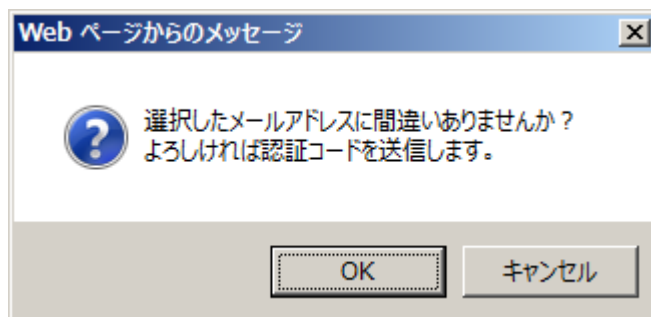 Web ページからのメッセージ
選択したメールアドレスに間違いありませんか？
よろしければ認証コードを送信します。
OK
キャンセル